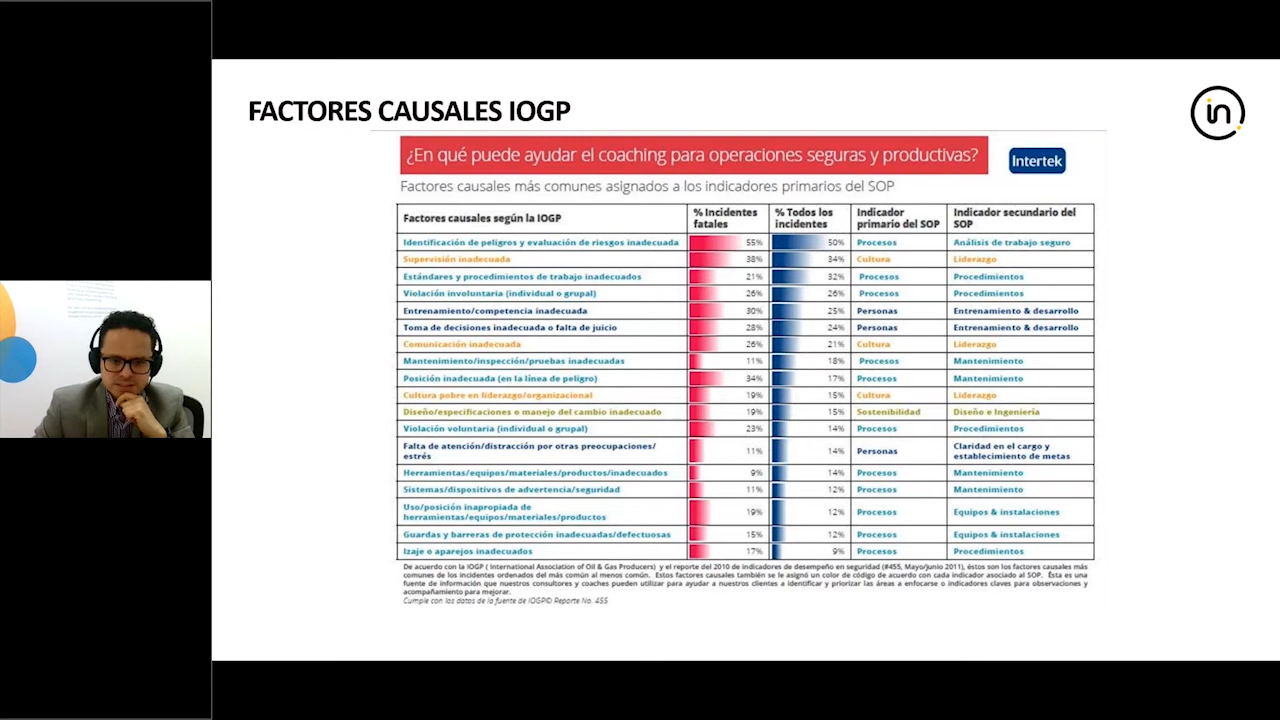 FACTORES CAUSALES IOGP
in
¿En qué puede ayudar el coaching para operaciones seguras y productivas?
Intertek
Factores causales más comunes asignados a los indicadores primarios del SOP
Factores causales según la IOGP | % Incidentes fatales | % Todos los incidentes | Indicador primario del SOP | Indicador secundario del SOP
Identificación de peligros y evaluación de riesgos inadecuada 55% 50% Procesos Análisis de trabajo seguro
Supervisión inadecuada 38% 34% Cultura Liderazgo
Estándares y procedimientos de trabajo inadecuados 21% 32% Procesos Procedimientos
Violación involuntaria (individual o grupal) 26% 26% Procesos Procedimientos
Entrenamiento/competencia inadecuada 30% 25% Personas Entrenamiento & desarrollo
Toma de decisiones inadecuada o falta de juicio 28% 24% Personas Entrenamiento & desarrollo
Comunicación inadecuada 26% 21% Cultura Liderazgo
Mantenimiento/inspección/pruebas inadecuadas 11% 18% Procesos Mantenimiento
Posición inadecuada (en la línea de peligro) 34% 17% Procesos Mantenimiento
Cultura pobre en liderazgo/organizacional 19% 15% Cultura Liderazgo
Diseño/especificaciones o manejo del cambio inadecuado 19% 15% Sostenibilidad Diseño e Ingeniería
Violación voluntaria (individual o grupal) 23% 14% Procesos Procedimientos
Falta de atención/distracción por otras preocupaciones/estrés 11% 14% Personas Claridad en el cargo y establecimiento de metas
Herramientas/equipos/materiales/productos/inadecuados 9% 14% Procesos Mantenimiento
Sistemas/dispositivos de advertencia/seguridad 11% 12% Procesos Mantenimiento
Uso/posición inapropiada de herramientas/equipos/materiales/productos 19% 12% Procesos Equipos & instalaciones
Guardas y barreras de protección inadecuadas/defectuosas 15% 12% Procesos Equipos & instalaciones
Izaje o aparejos inadecuados 17% 9% Procesos Procedimientos
De acuerdo con la IOGP ( International Association of Oil & Gas Producers) y el reporte del 2010 de indicadores de desempeño en seguridad (#455, Mayo/junio 2011), éstos son los factores causales más
comunes de los incidentes ordenados del más común al menos común. Estos factores causales también se le asignó un color de código de acuerdo con cada indicador asociado al SOP. Ésta es una
fuente de información que nuestros consultores y coaches pueden utilizar para ayudar a nuestros clientes a identificar y priorizar las áreas a enfocarse o indicadores claves para observaciones y
acompañamiento para mejorar.
Cumple con los datos de la fuente de IOGP© Reporte No. 455